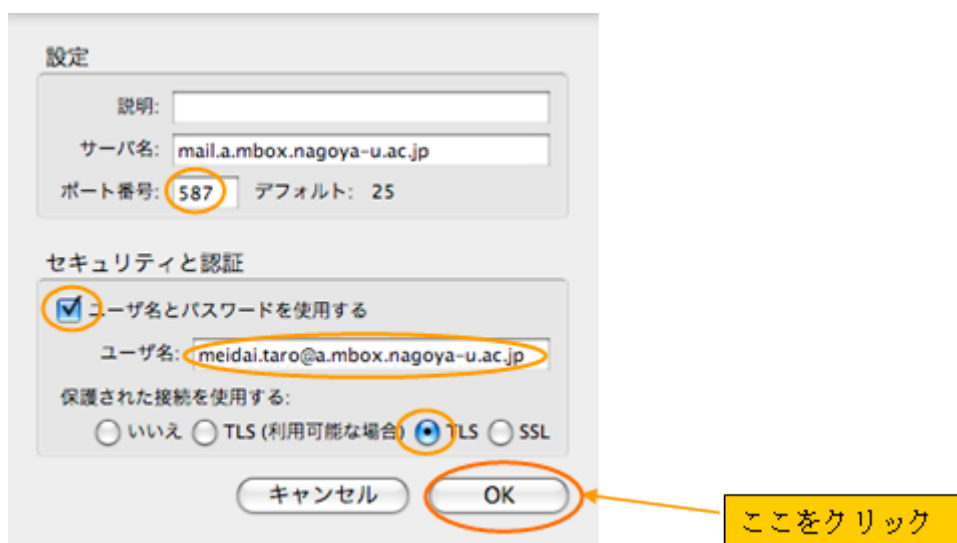 設定
説明:
サーバ名: mail.a.mbox.nagoya-u.ac.jp
ポート番号: 587 デフォルト: 25
セキュリティと認証
ユーザ名とパスワードを使用する
ユーザ名: meidai.taro@a.mbox.nagoya-u.ac.jp
保護された接続を使用する:
いいえ TLS (利用可能な場合) TLS SSL
キャンセル OK
ここをクリック